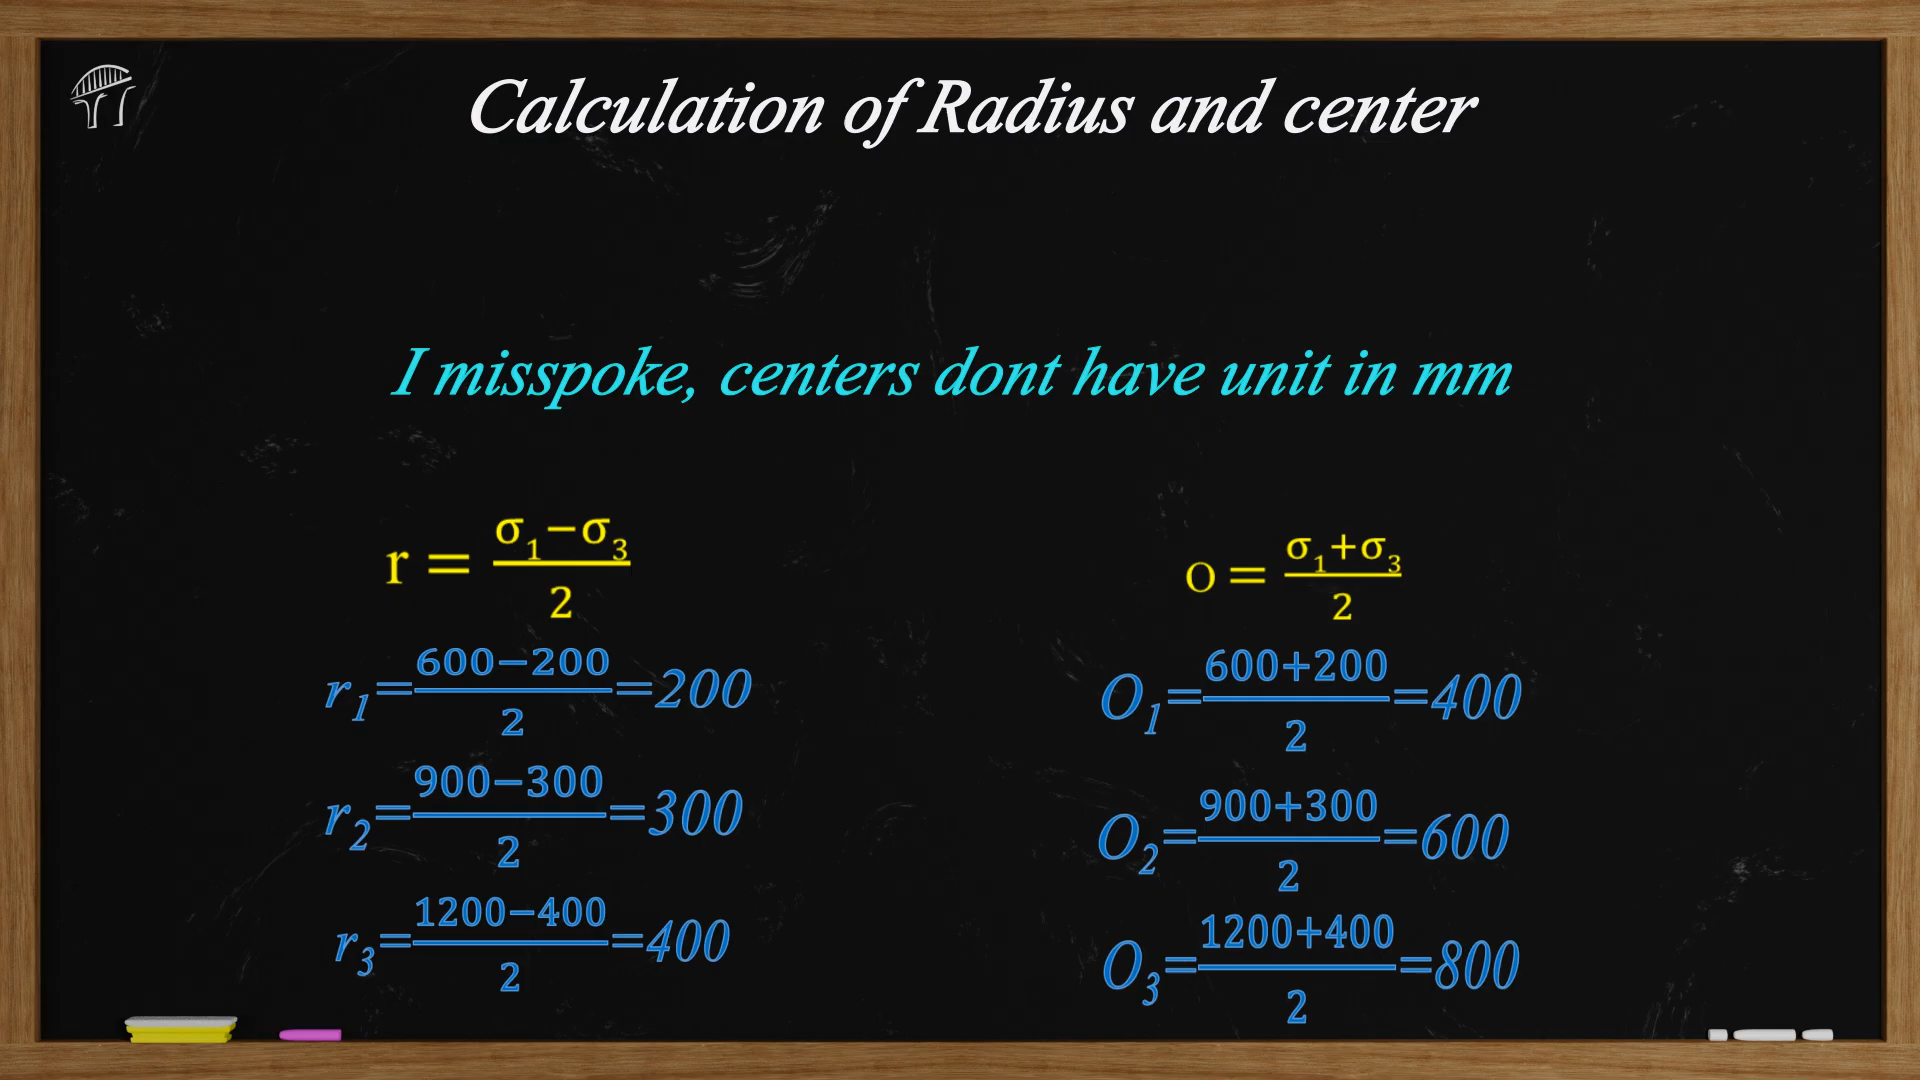 Calculation of Radius and center
I misspoke, centers dont have unit in mm
r = (σ₁−σ₃)/2
o = (σ₁+σ₃)/2
r₁=(600−200)/2=200
O₁=(600+200)/2=400
r₂=(900−300)/2=300
O₂=(900+300)/2=600
r₃=(1200−400)/2=400
O₃=(1200+400)/2=800